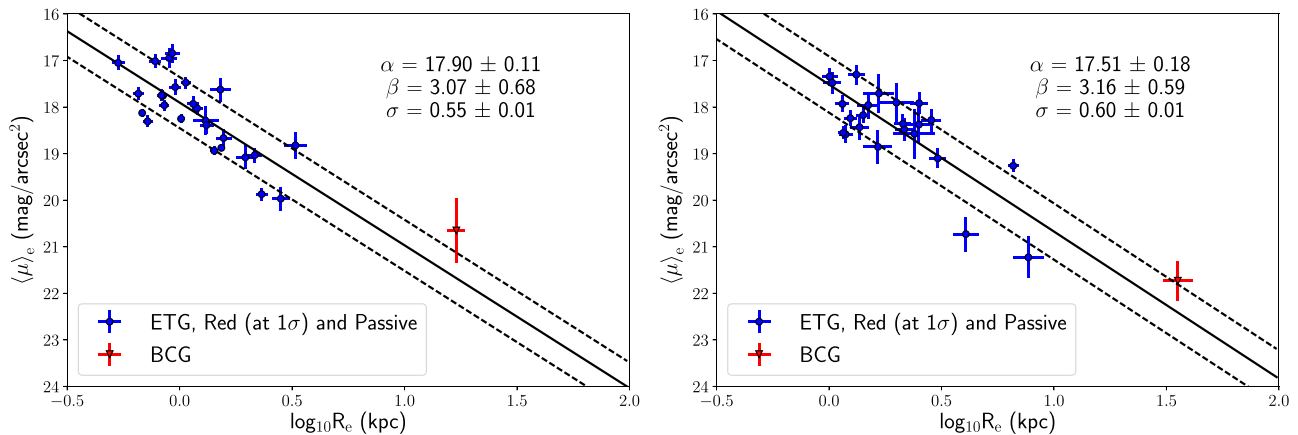 16
17
18
19
20
21
22
23
24
⟨μ⟩e (mag/arcsec²)
α = 17.90 ± 0.11
β = 3.07 ± 0.68
σ = 0.55 ± 0.01
ETG, Red (at 1σ) and Passive
BCG
−0.5 0.0 0.5 1.0 1.5 2.0
log₁₀Rₑ (kpc)
16
17
18
19
20
21
22
23
24
⟨μ⟩e (mag/arcsec²)
α = 17.51 ± 0.18
β = 3.16 ± 0.59
σ = 0.60 ± 0.01
ETG, Red (at 1σ) and Passive
BCG
−0.5 0.0 0.5 1.0 1.5 2.0
log₁₀Rₑ (kpc)